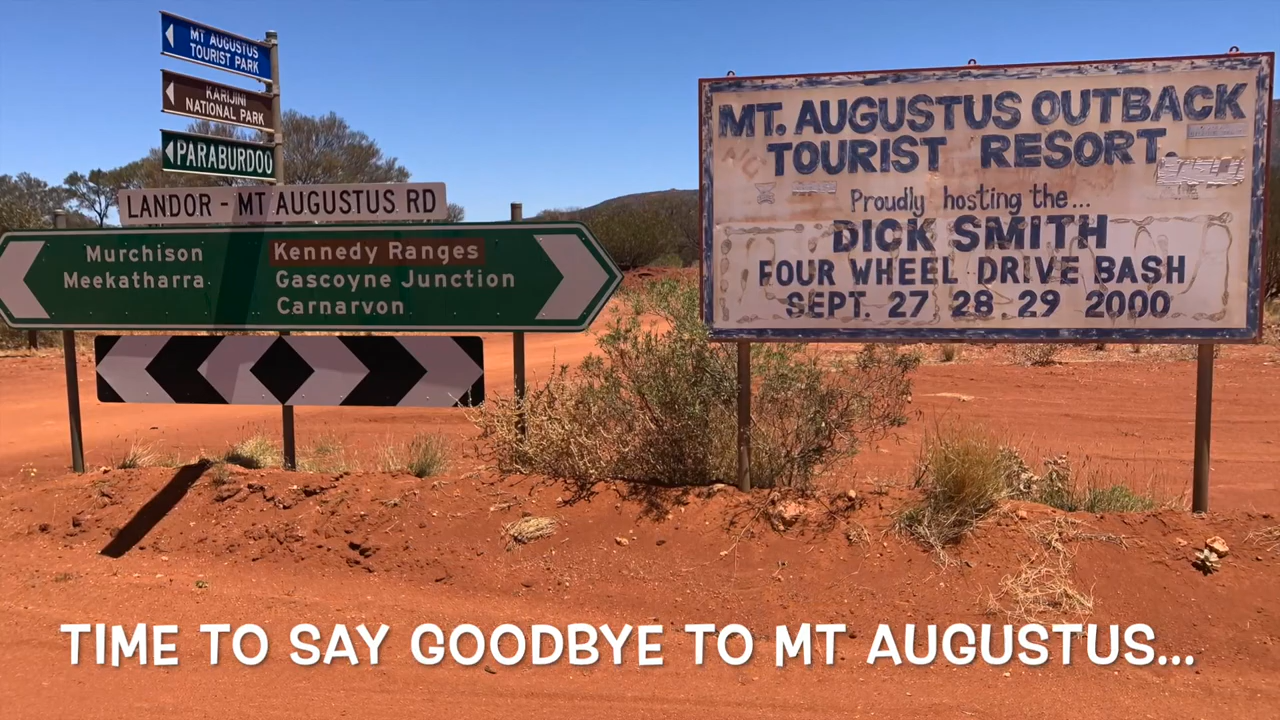 MT AUGUSTUS
TOURIST PARK
KARIJINI
NATIONAL PARK
PARABURDOO
LANDOR - MT AUGUSTUS RD
Murchison
Meekatharra
Kennedy Ranges
Gascoyne Junction
Carnarvon
MT. AUGUSTUS OUTBACK
TOURIST RESORT.
Proudly hosting the...
DICK SMITH
FOUR WHEEL DRIVE BASH
SEPT. 27 28 29 2000
TIME TO SAY GOODBYE TO MT AUGUSTUS...